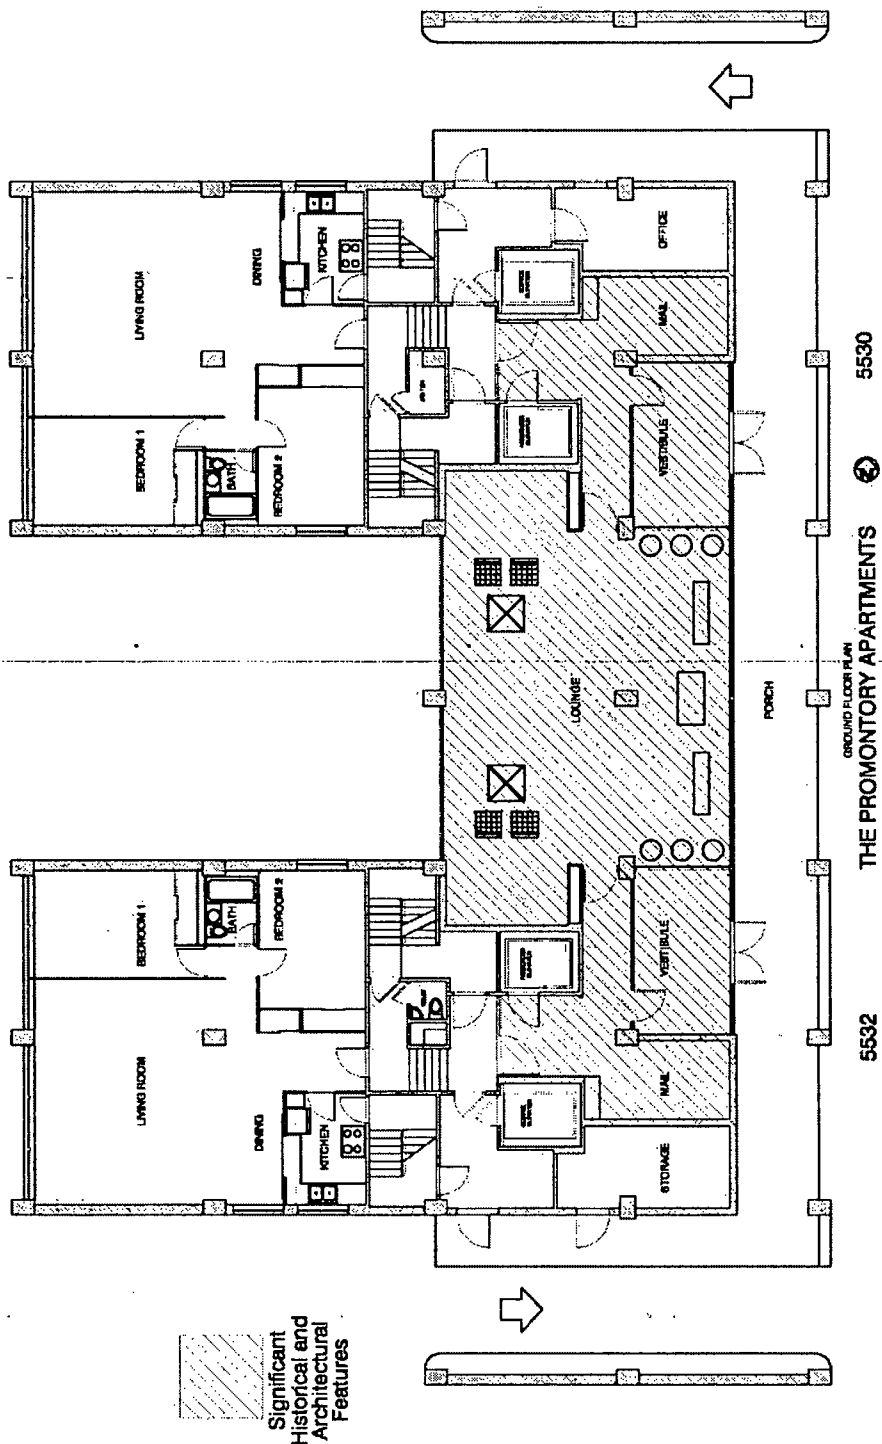 LIVING ROOM
DINING
KITCHEN
BEDROOM 1
BATH
BEDROOM 2
OFFICE
MAIL
VESTIBULE
LOUNGE
PORCH
BEDROOM 1
BATH
BEDROOM 2
LIVING ROOM
DINING
KITCHEN
VESTIBULE
MAIL
STORAGE
5532
GROUND FLOOR PLAN
THE PROMONTORY APARTMENTS
5530
Significant
Historical and
Architectural
Features